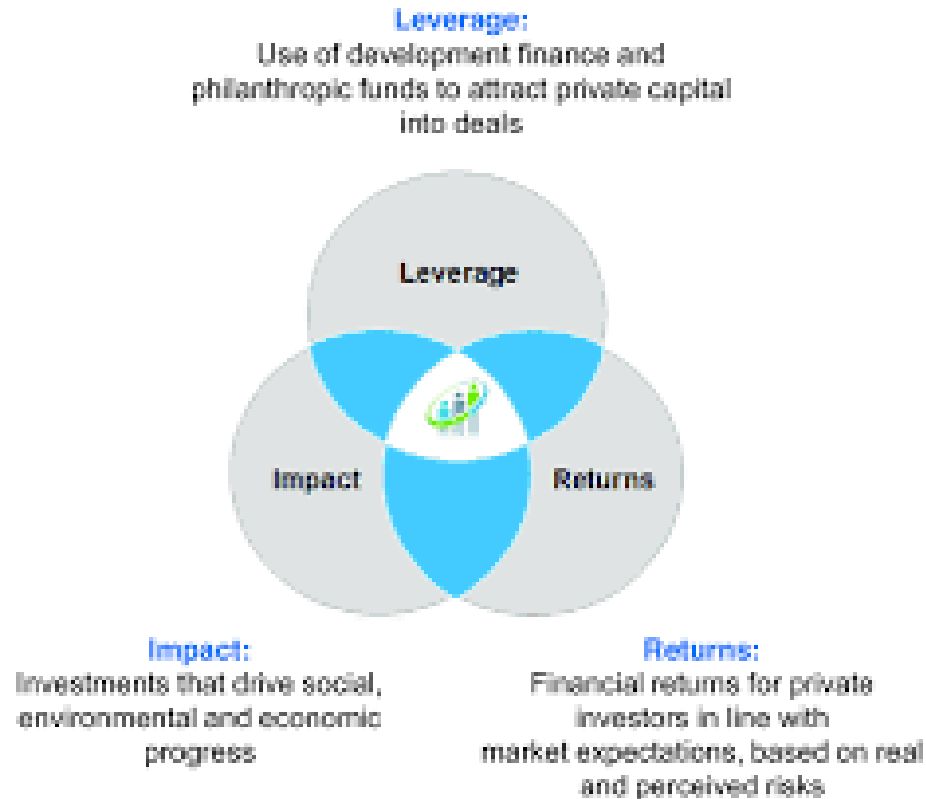 Leverage:
Use of development finance and
philanthropic funds to attract private capital
into deals
Leverage
Impact
Returns
Impact:
Investments that drive social,
environmental and economic
progress
Returns:
Financial returns for private
investors in line with
market expectations, based on real
and perceived risks